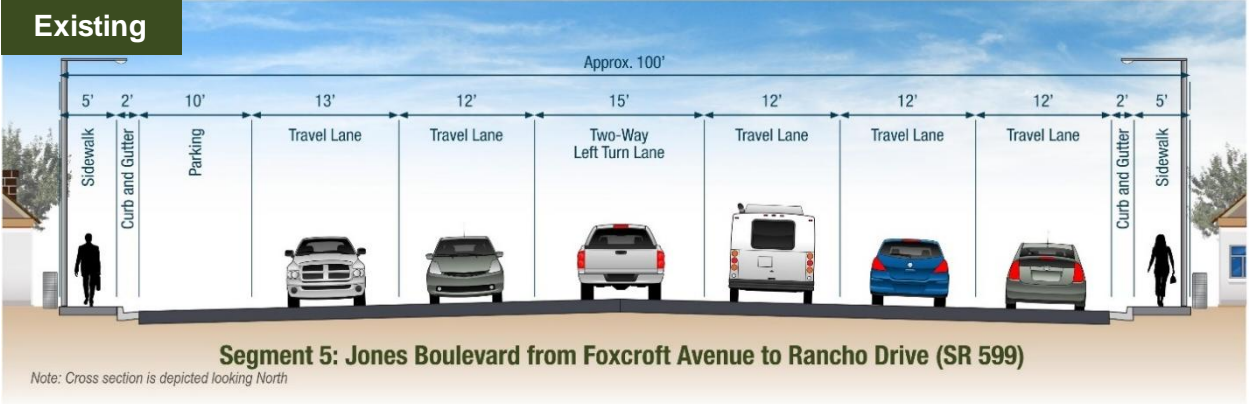 Existing
Approx. 100'
5' 2' 10' 13' 12' 15' 12' 12' 12' 2' 5'
Sidewalk
Curb and Gutter
Parking
Travel Lane
Travel Lane
Two-Way
Left Turn Lane
Travel Lane
Travel Lane
Travel Lane
Curb and Gutter
Sidewalk
Segment 5: Jones Boulevard from Foxcroft Avenue to Rancho Drive (SR 599)
Note: Cross section is depicted looking North